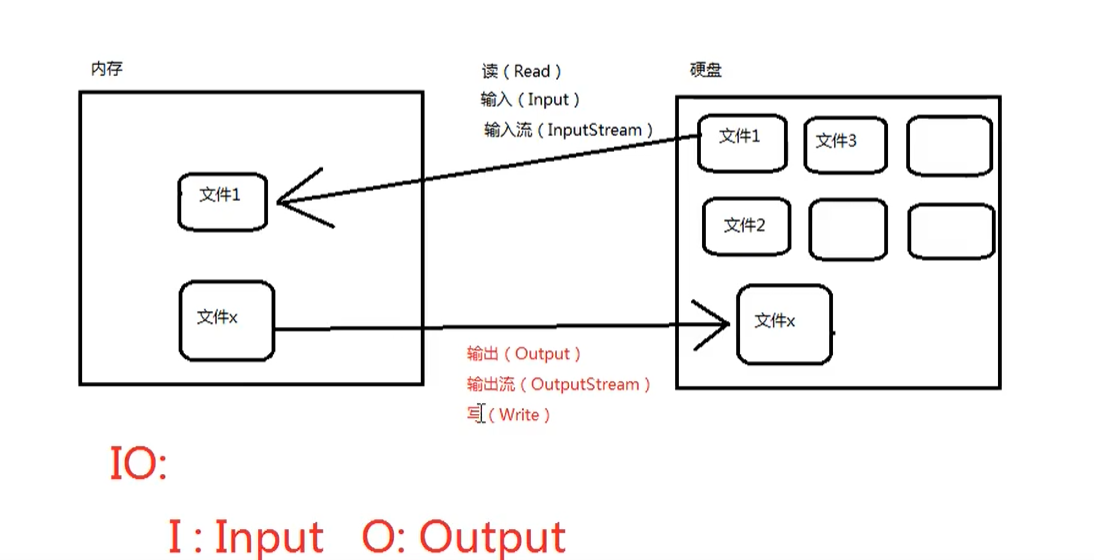 内存
读（Read）
硬盘
输入（Input）
输入流（InputStream）
文件1
文件3
文件1
文件2
文件x
文件x
输出（Output）
输出流（OutputStream）
写（Write）
IO:
I : Input O: Output